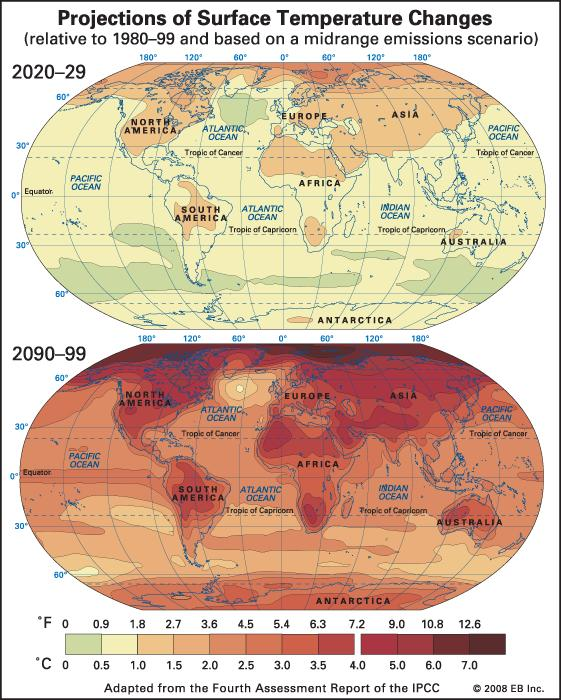 Projections of Surface Temperature Changes
(relative to 1980–99 and based on a midrange emissions scenario)
2020–29
180° 120° 60° 0° 60° 120° 180°
60°
NORTH AMERICA
ATLANTIC OCEAN
EUROPE
ASIA
PACIFIC OCEAN
30°
Tropic of Cancer
Tropic of Cancer
PACIFIC OCEAN
AFRICA
Equator
0°
SOUTH AMERICA
ATLANTIC OCEAN
INDIAN OCEAN
Tropic of Capricorn
Tropic of Capricorn
AUSTRALIA
30°
60°
ANTARCTICA
2090–99
180° 120° 60° 0° 60° 120° 180°
60°
NORTH AMERICA
ATLANTIC OCEAN
EUROPE
ASIA
PACIFIC OCEAN
30°
Tropic of Cancer
Tropic of Cancer
PACIFIC OCEAN
AFRICA
Equator
0°
SOUTH AMERICA
ATLANTIC OCEAN
INDIAN OCEAN
Tropic of Capricorn
Tropic of Capricorn
AUSTRALIA
30°
60°
ANTARCTICA
°F 0 0.9 1.8 2.7 3.6 4.5 5.4 6.3 7.2 9.0 10.8 12.6
°C 0 0.5 1.0 1.5 2.0 2.5 3.0 3.5 4.0 5.0 6.0 7.0
Adapted from the Fourth Assessment Report of the IPCC © 2008 EB Inc.